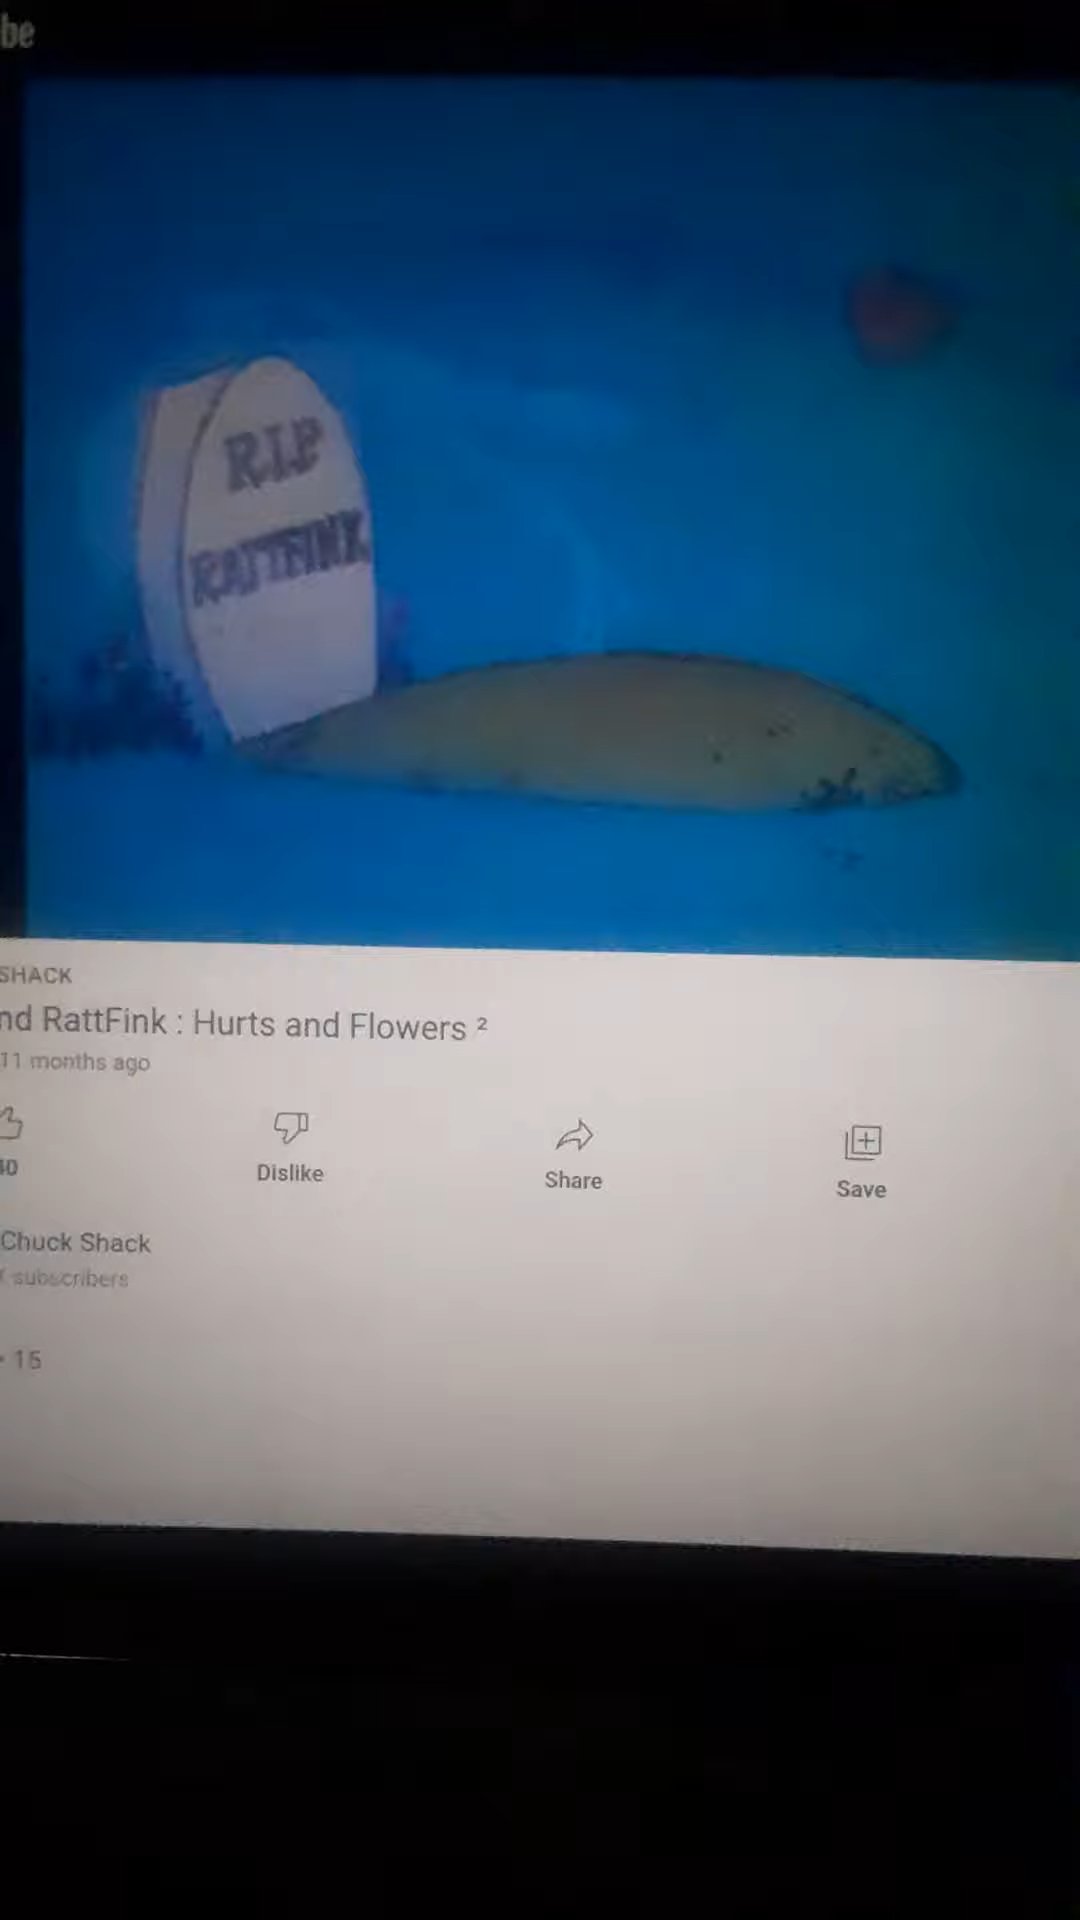 be
RIP
RATTFINK
SHACK
nd RattFink : Hurts and Flowers ²
11 months ago
40
Dislike
Share
Save
Chuck Shack
subscribers
• 15